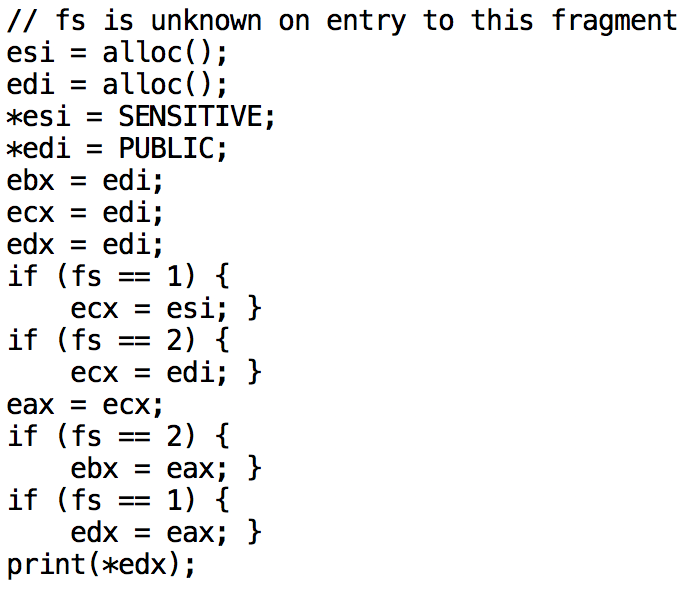 // fs is unknown on entry to this fragment
esi = alloc();
edi = alloc();
*esi = SENSITIVE;
*edi = PUBLIC;
ebx = edi;
ecx = edi;
edx = edi;
if (fs == 1) {
    ecx = esi; }
if (fs == 2) {
    ecx = edi; }
eax = ecx;
if (fs == 2) {
    ebx = eax; }
if (fs == 1) {
    edx = eax; }
print(*edx);